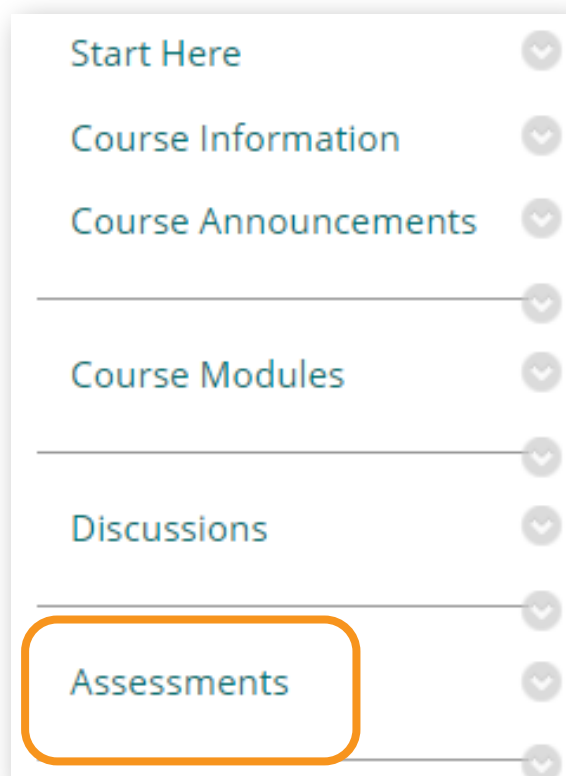 Start Here
Course Information
Course Announcements
Course Modules
Discussions
Assessments